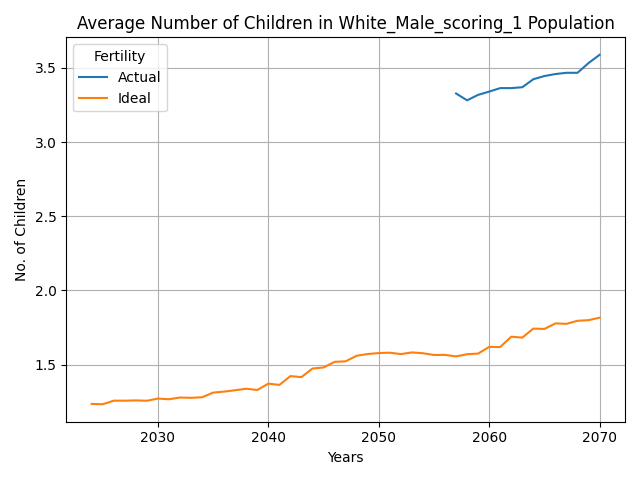 Average Number of Children in White_Male_scoring_1 Population
Fertility
Actual
Ideal
No. of Children
3.5
3.0
2.5
2.0
1.5
2030
2040
2050
2060
2070
Years